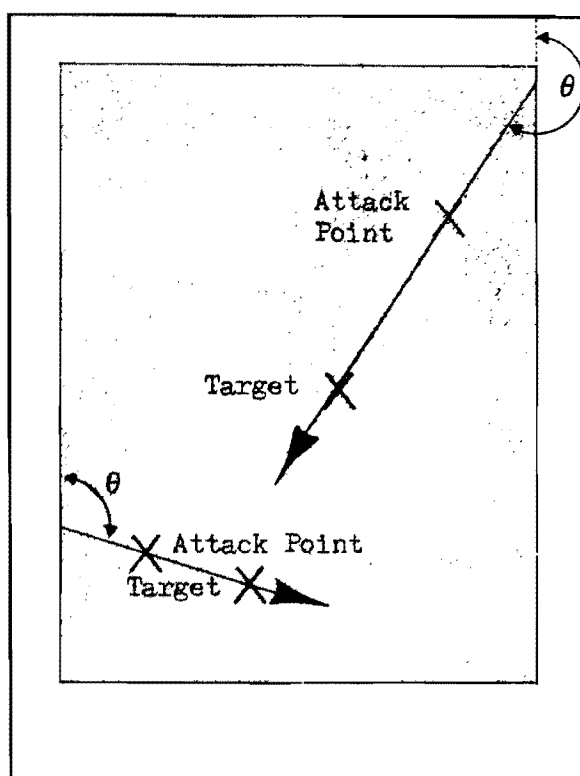 θ
Attack
Point
Target
θ
Attack Point
Target